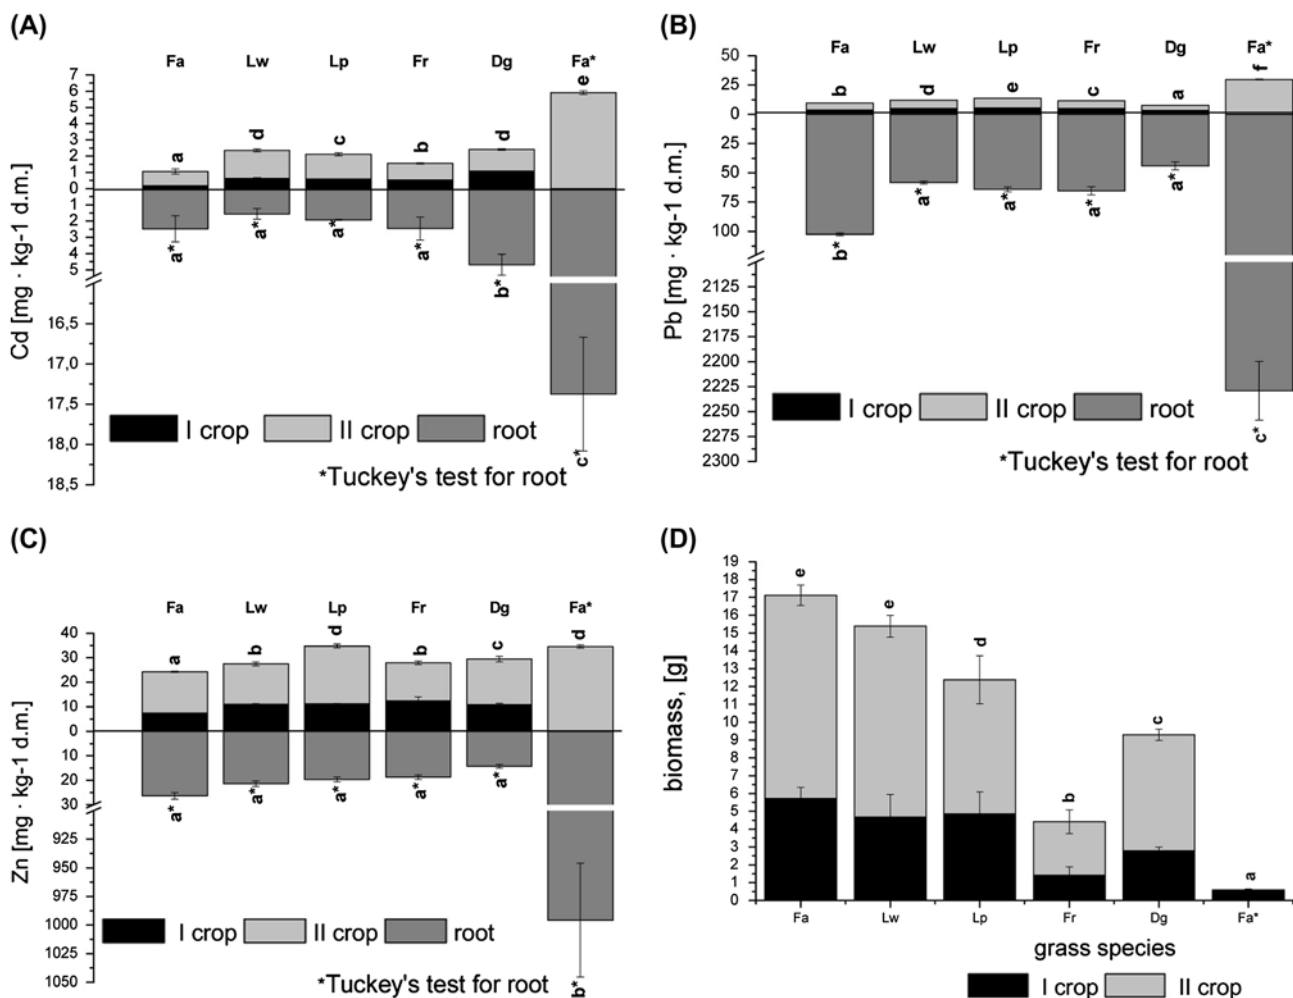 (A)
Fa Lw Lp Fr Dg Fa*
7
6
5
4
3
2
1
0
1
2
3
4
5
16,5
17,0
17,5
18,0
18,5
Cd [mg · kg-1 d.m.]
a d c b d e
a* a* a* a* b* c*
I crop II crop root
*Tuckey's test for root
(B)
Fa Lw Lp Fr Dg Fa*
50
25
0
25
50
75
100
2125
2150
2175
2200
2225
2250
2275
2300
Pb [mg · kg-1 d.m.]
b d e c a f
b* a* a* a* a* c*
I crop II crop root
*Tuckey's test for root
(C)
Fa Lw Lp Fr Dg Fa*
40
30
20
10
0
10
20
30
925
950
975
1000
1025
1050
Zn [mg · kg-1 d.m.]
a b d b c d
a* a* a* a* a* b*
I crop II crop root
*Tuckey's test for root
(D)
19
18
17
16
15
14
13
12
11
10
9
8
7
6
5
4
3
2
1
0
biomass, [g]
e e d b c a
Fa Lw Lp Fr Dg Fa*
grass species
I crop II crop